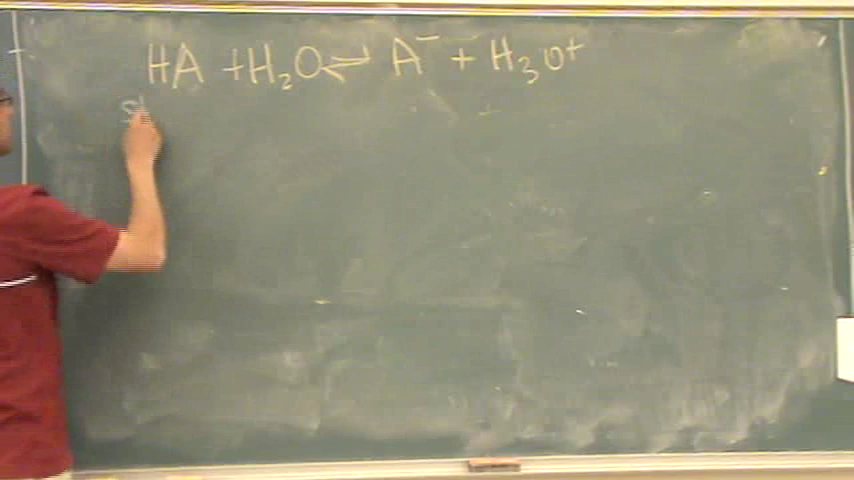 HA + H₂O ⇌ A⁻ + H₃O⁺